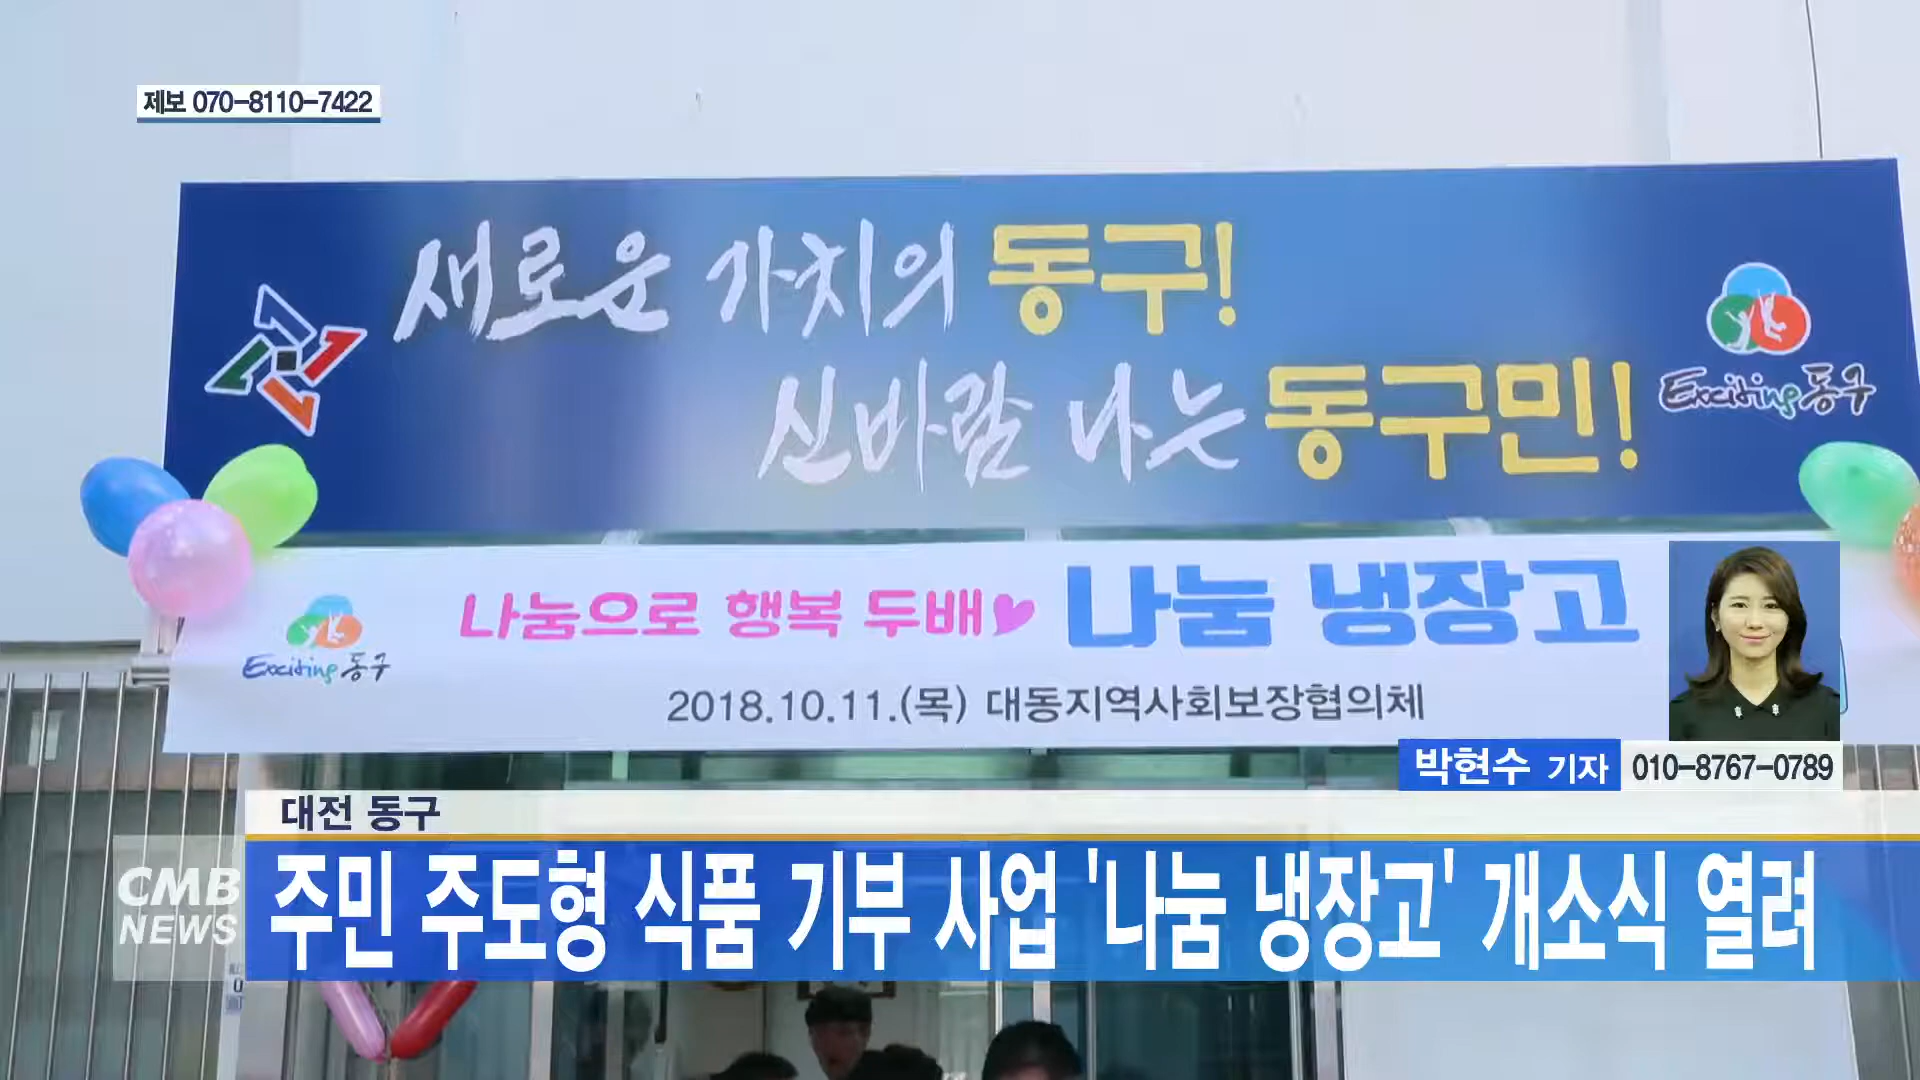 제보 070-8110-7422
새로운 가치의 동구!
신바람 나는 동구민!
Exciting 동구
나눔으로 행복 두배 나눔 냉장고
Exciting 동구
2018.10.11.(목) 대동지역사회보장협의체
박현수 기자 010-8767-0789
대전 동구
CMB NEWS
주민 주도형 식품 기부 사업 '나눔 냉장고' 개소식 열려